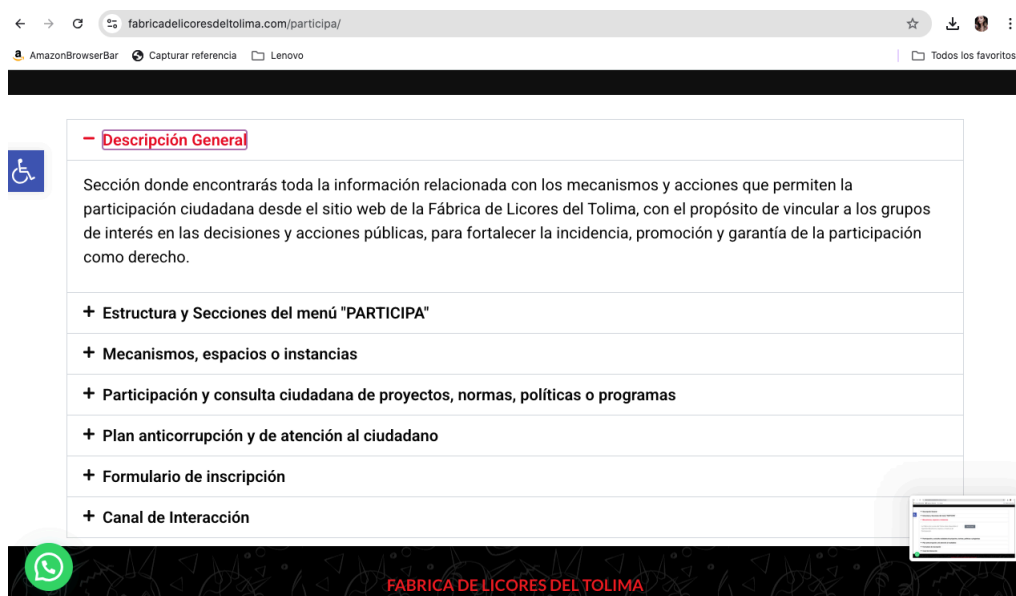 fabricadelicoresdeltolima.com/participa/
AmazonBrowserBar
Capturar referencia
Lenovo
Todos los favoritos
Descripción General
Sección donde encontrarás toda la información relacionada con los mecanismos y acciones que permiten la
participación ciudadana desde el sitio web de la Fábrica de Licores del Tolima, con el propósito de vincular a los grupos
de interés en las decisiones y acciones públicas, para fortalecer la incidencia, promoción y garantía de la participación
como derecho.
Estructura y Secciones del menú "PARTICIPA"
Mecanismos, espacios o instancias
Participación y consulta ciudadana de proyectos, normas, políticas o programas
Plan anticorrupción y de atención al ciudadano
Formulario de inscripción
Canal de Interacción
FABRICA DE LICORES DEL TOLIMA